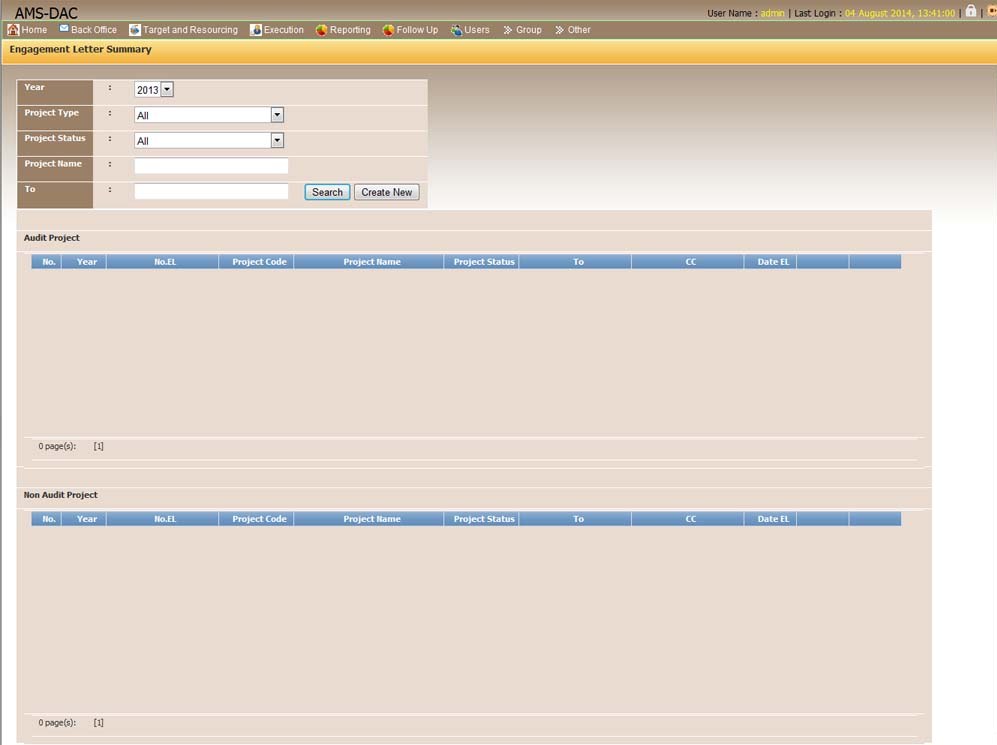 AMS-DAC
User Name : admin | Last Login : 04 August 2014, 13:41:00 | |
Home Back Office Target and Resourcing Execution Reporting Follow Up Users Group Other
Engagement Letter Summary
Year : 2013
Project Type : All
Project Status : All
Project Name :
To : Search Create New
Audit Project
No. Year No.EL Project Code Project Name Project Status To CC Date EL
0 page(s): [1]
Non Audit Project
No. Year No.EL Project Code Project Name Project Status To CC Date EL
0 page(s): [1]